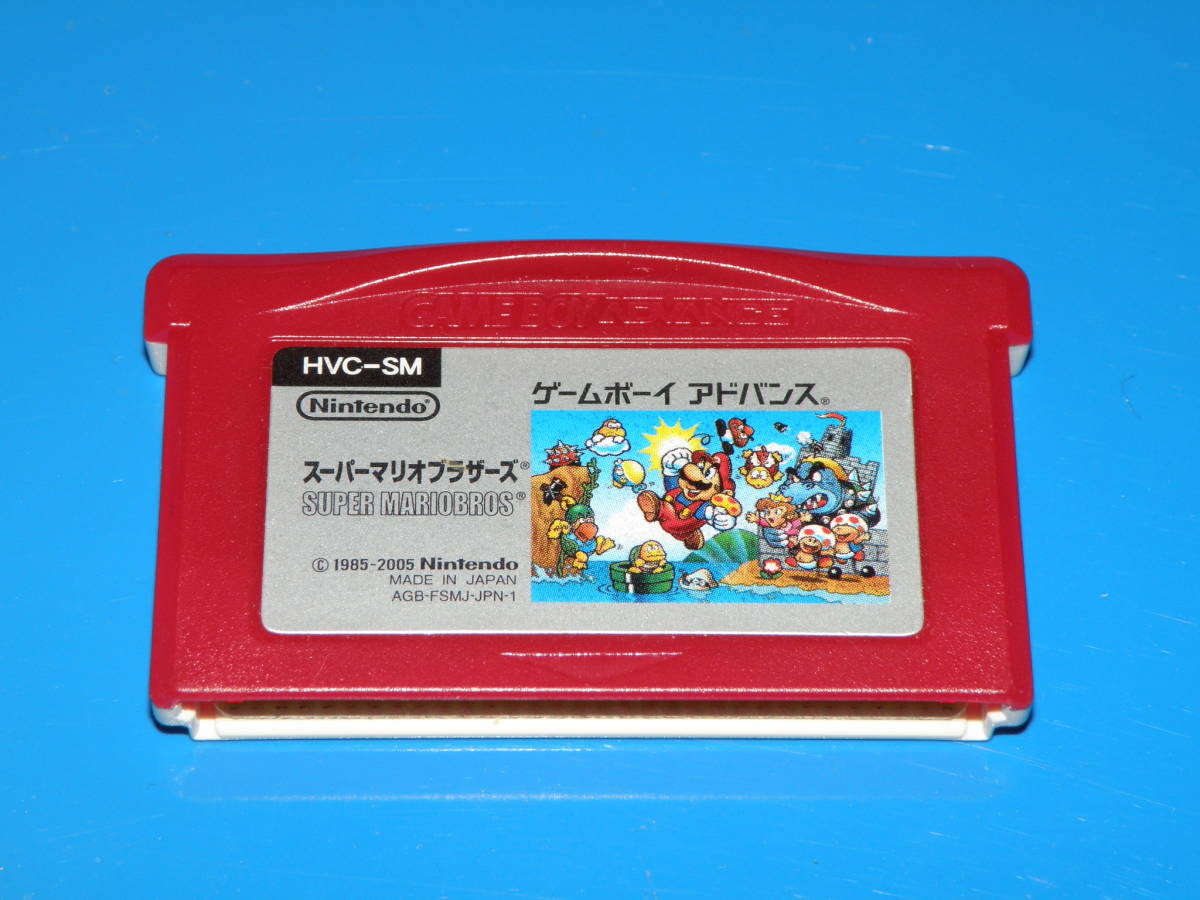 GAME BOY ADVANCE
HVC-SM
Nintendo®
ゲームボーイ アドバンス®
スーパーマリオブラザーズ®
SUPER MARIOBROS®
© 1985-2005 Nintendo
MADE IN JAPAN
AGB-FSMJ-JPN-1